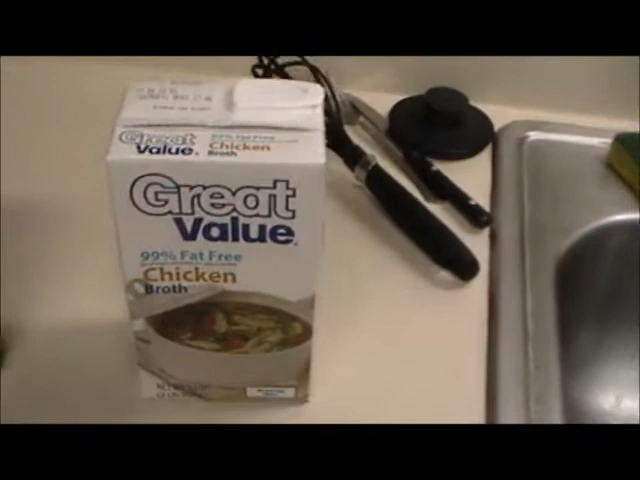 Great
Value
99% Fat Free
Chicken
Broth
Great
Value
99% Fat Free
Chicken
Broth